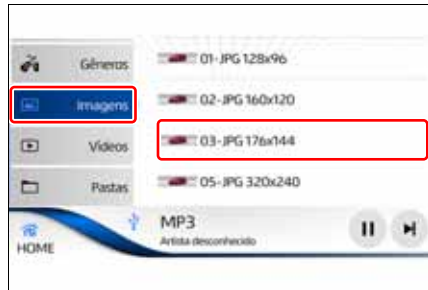 Gêneros
01-JPG 128x96
Imagens
02-JPG 160x120
Vídeos
03-JPG 176x144
Pastas
05-JPG 320x240
HOME
MP3
Artista desconhecido